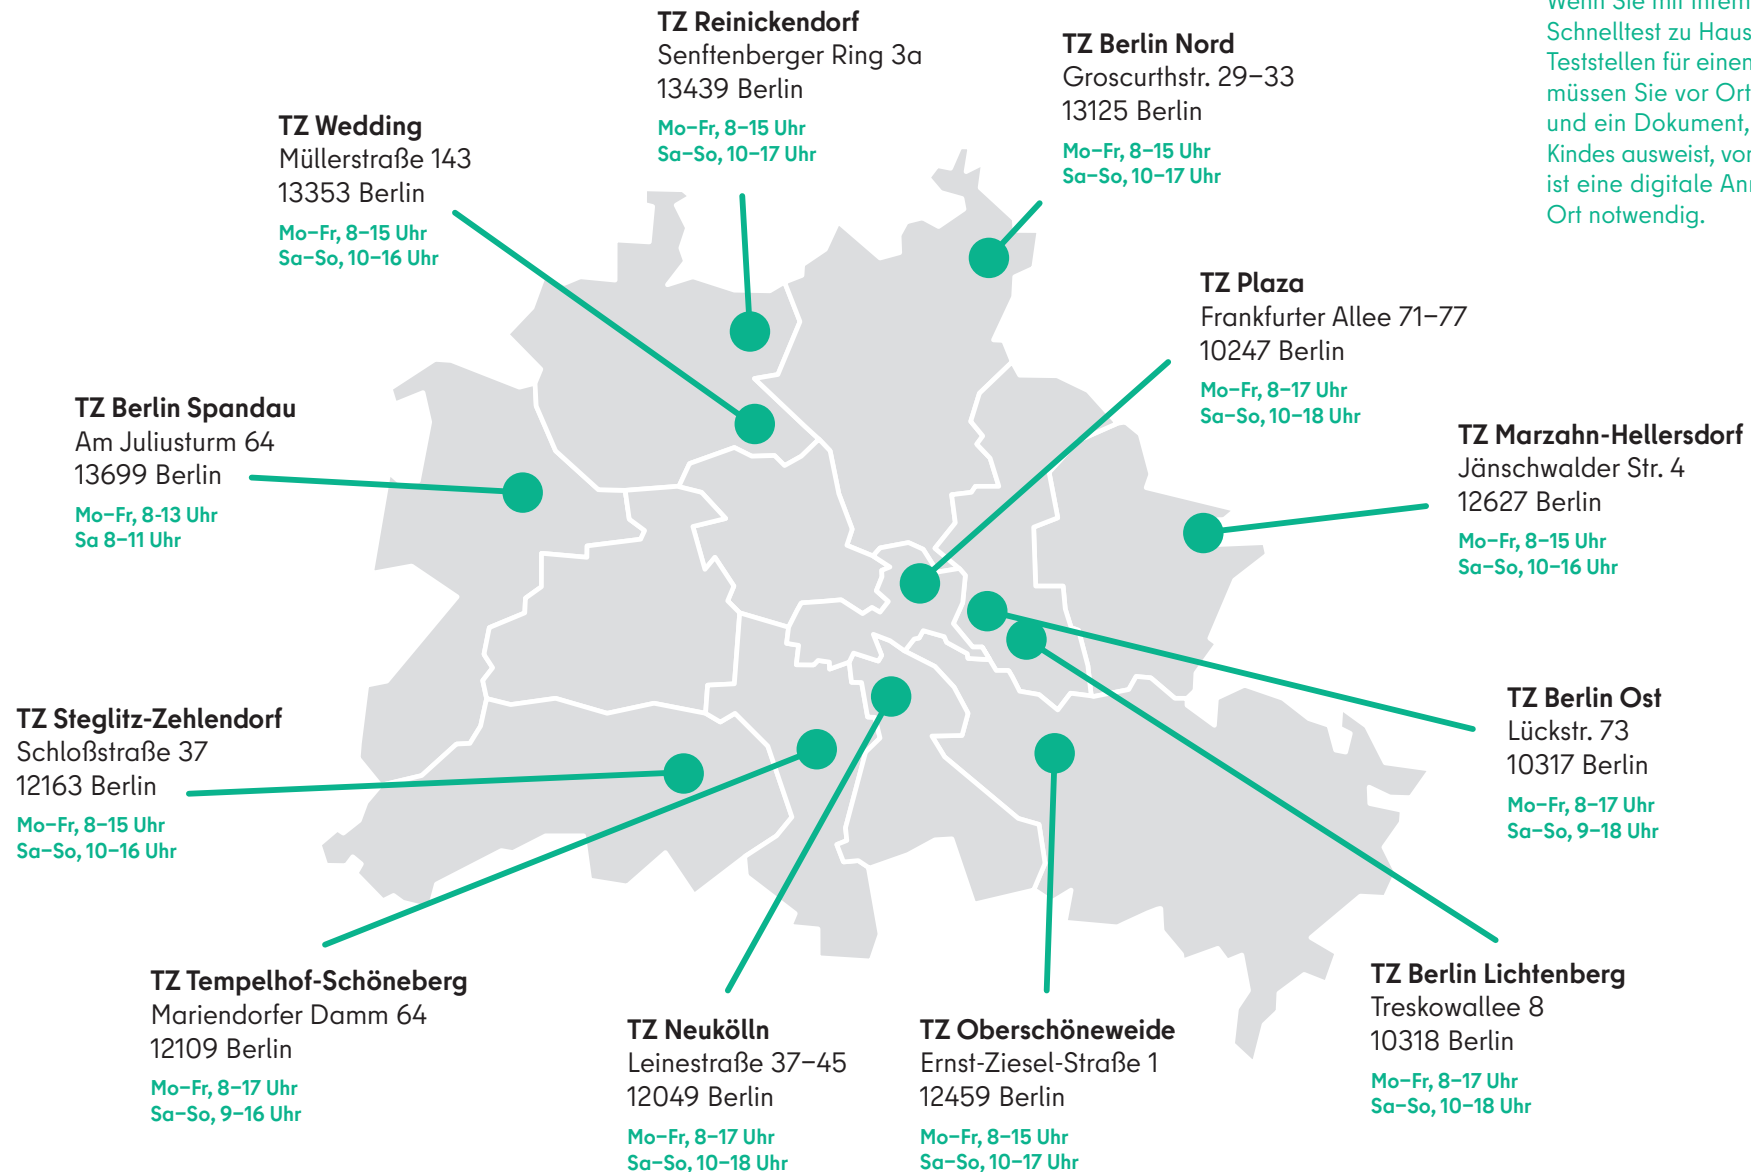 TZ Reinickendorf
Senftenberger Ring 3a
13439 Berlin
Mo–Fr, 8–15 Uhr
Sa–So, 10–17 Uhr
TZ Berlin Nord
Groscurthstr. 29–33
13125 Berlin
Mo–Fr, 8–15 Uhr
Sa–So, 10–17 Uhr
Wenn Sie mit Ihrem
Schnelltest zu Haus
Teststellen für einen
müssen Sie vor Ort
und ein Dokument,
Kindes ausweist, vor
ist eine digitale An
Ort notwendig.
TZ Wedding
Müllerstraße 143
13353 Berlin
Mo–Fr, 8–15 Uhr
Sa–So, 10–16 Uhr
TZ Plaza
Frankfurter Allee 71–77
10247 Berlin
Mo–Fr, 8–17 Uhr
Sa–So, 10–18 Uhr
TZ Berlin Spandau
Am Juliusturm 64
13699 Berlin
Mo–Fr, 8-13 Uhr
Sa 8–11 Uhr
TZ Marzahn-Hellersdorf
Jänschwalder Str. 4
12627 Berlin
Mo–Fr, 8–15 Uhr
Sa–So, 10–16 Uhr
TZ Steglitz-Zehlendorf
Schloßstraße 37
12163 Berlin
Mo–Fr, 8–15 Uhr
Sa–So, 10–16 Uhr
TZ Berlin Ost
Lückstr. 73
10317 Berlin
Mo–Fr, 8–17 Uhr
Sa–So, 9–18 Uhr
TZ Tempelhof-Schöneberg
Mariendorfer Damm 64
12109 Berlin
Mo–Fr, 8–17 Uhr
Sa–So, 9–16 Uhr
TZ Neukölln
Leinestraße 37–45
12049 Berlin
Mo–Fr, 8–17 Uhr
Sa–So, 10–18 Uhr
TZ Oberschöneweide
Ernst-Ziesel-Straße 1
12459 Berlin
Mo–Fr, 8–15 Uhr
Sa–So, 10–17 Uhr
TZ Berlin Lichtenberg
Treskowallee 8
10318 Berlin
Mo–Fr, 8–17 Uhr
Sa–So, 10–18 Uhr